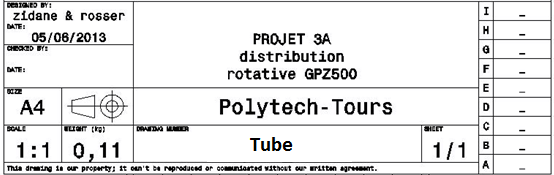 DESIGNED BY:
zidane & rosser
DATE:
05/06/2013
CHECKED BY:
DATE:
PROJET 3A
distribution
rotative GPZ500
SIZE
A4
Polytech-Tours
SCALE
1:1
WEIGHT (kg)
0,11
DRAWING NUMBER
Tube
SHEET
1/1
This drawing is our property; it can't be reproduced or communicated without our written agreement.
I _
H _
G _
F _
E _
D _
C _
B _
A _